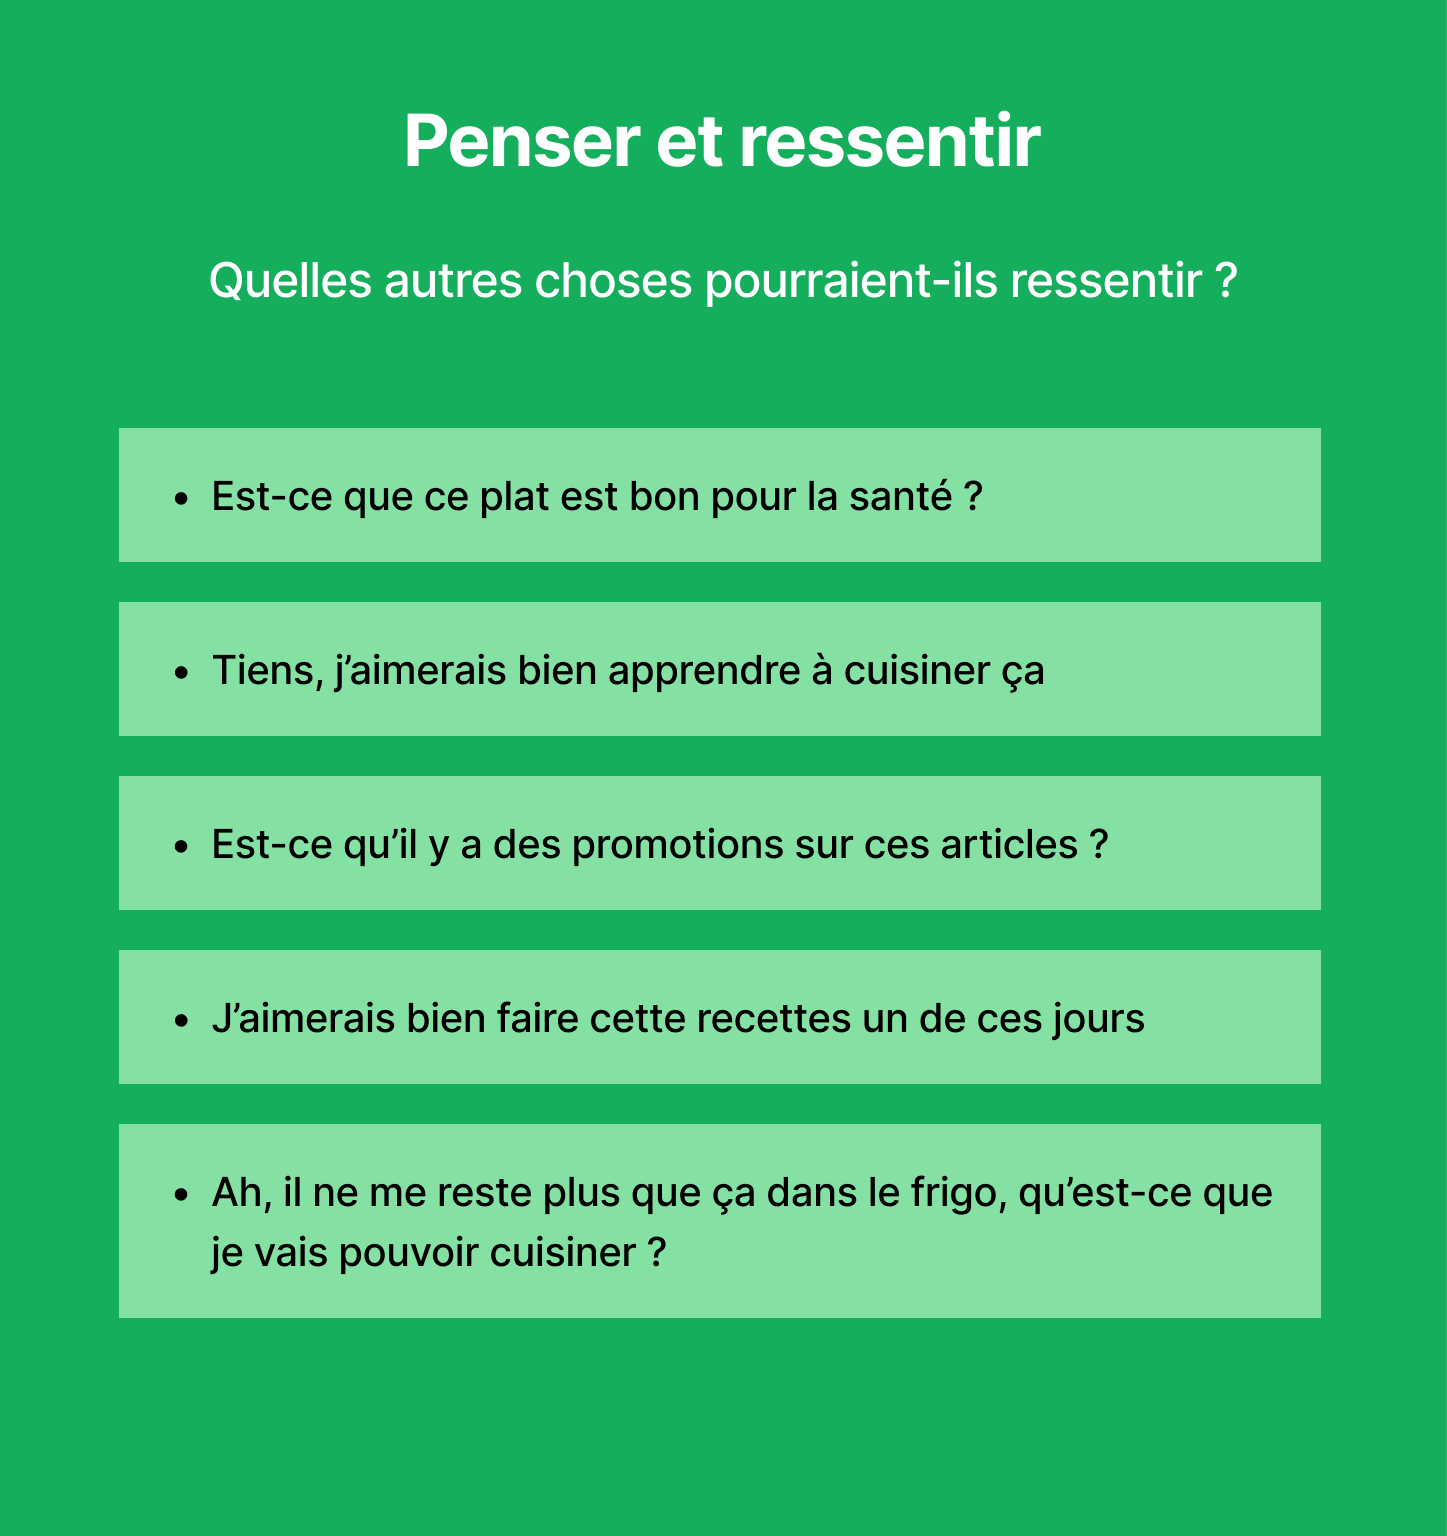 Penser et ressentir
Quelles autres choses pourraient-ils ressentir ?
• Est-ce que ce plat est bon pour la santé ?
• Tiens, j’aimerais bien apprendre à cuisiner ça
• Est-ce qu’il y a des promotions sur ces articles ?
• J’aimerais bien faire cette recettes un de ces jours
• Ah, il ne me reste plus que ça dans le frigo, qu’est-ce que
je vais pouvoir cuisiner ?